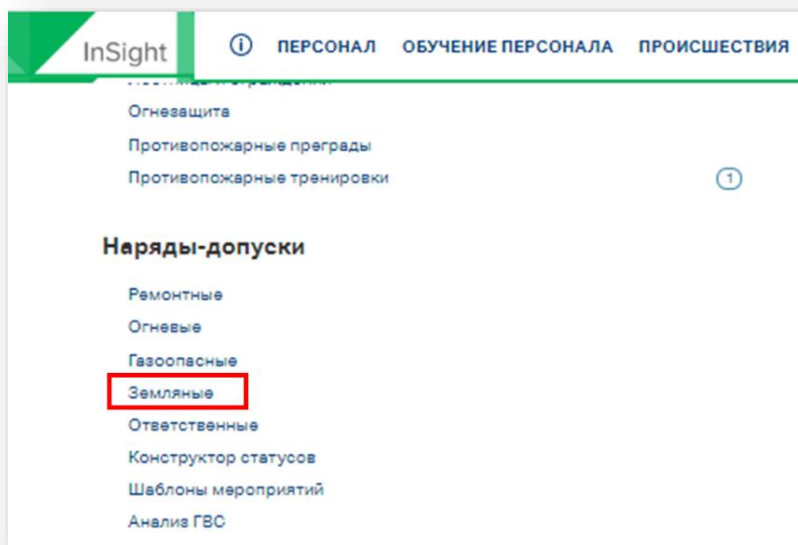 InSight
ПЕРСОНАЛ ОБУЧЕНИЕ ПЕРСОНАЛА ПРОИСШЕСТВИЯ
Огнезащита
Противопожарные преграды
Противопожарные тренировки 1
Наряды-допуски
Ремонтные
Огневые
Газоопасные
Земляные
Ответственные
Конструктор статусов
Шаблоны мероприятий
Анализ ГВС